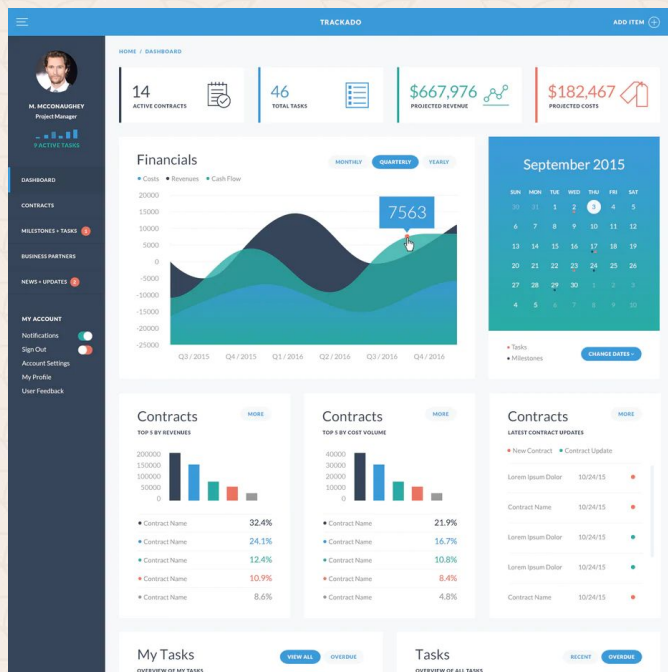 TRACKADO
ADD ITEM
M. MCCONAUGHEY
Project Manager
9 ACTIVE TASKS
DASHBOARD
CONTRACTS
MILESTONES + TASKS
BUSINESS PARTNERS
NEWS + UPDATES
MY ACCOUNT
Notifications
Sign Out
Account Settings
My Profile
User Feedback
HOME / DASHBOARD
14
ACTIVE CONTRACTS
46
TOTAL TASKS
$667,976
PROJECTED REVENUE
$182,467
PROJECTED COSTS
Financials
MONTHLY QUARTERLY YEARLY
Costs Revenues Cash Flow
20000
15000
10000
5000
0
-5000
-10000
-15000
-20000
-25000
7563
Q3 / 2015 Q4 / 2015 Q1 / 2016 Q2 / 2016 Q3 / 2016 Q4 / 2016
September 2015
SUN MON TUE WED THU FRI SAT
30 31 1 2 3 4 5
6 7 8 9 10 11 12
13 14 15 16 17 18 19
20 21 22 23 24 25 26
27 28 29 30 1 2 3
4 5 6 7 8 9 10
Tasks
Milestones
CHANGE DATES
Contracts MORE
TOP 5 BY REVENUES
200000
150000
100000
50000
0
Contract Name 32.4%
Contract Name 24.1%
Contract Name 12.4%
Contract Name 10.9%
Contract Name 8.6%
Contracts MORE
TOP 5 BY COST VOLUME
40000
30000
20000
10000
0
Contract Name 21.9%
Contract Name 16.7%
Contract Name 10.8%
Contract Name 8.4%
Contract Name 4.8%
Contracts MORE
LATEST CONTRACT UPDATES
New Contract Contract Update
Lorem Ipsum Dolor 10/24/15
Contract Name 10/24/15
Lorem Ipsum Dolor 10/24/15
Lorem Ipsum Dolor 10/24/15
Contract Name 10/24/15
My Tasks VIEW ALL OVERDUE
OVERVIEW OF MY TASKS
Tasks RECENT OVERDUE
OVERVIEW OF ALL TASKS